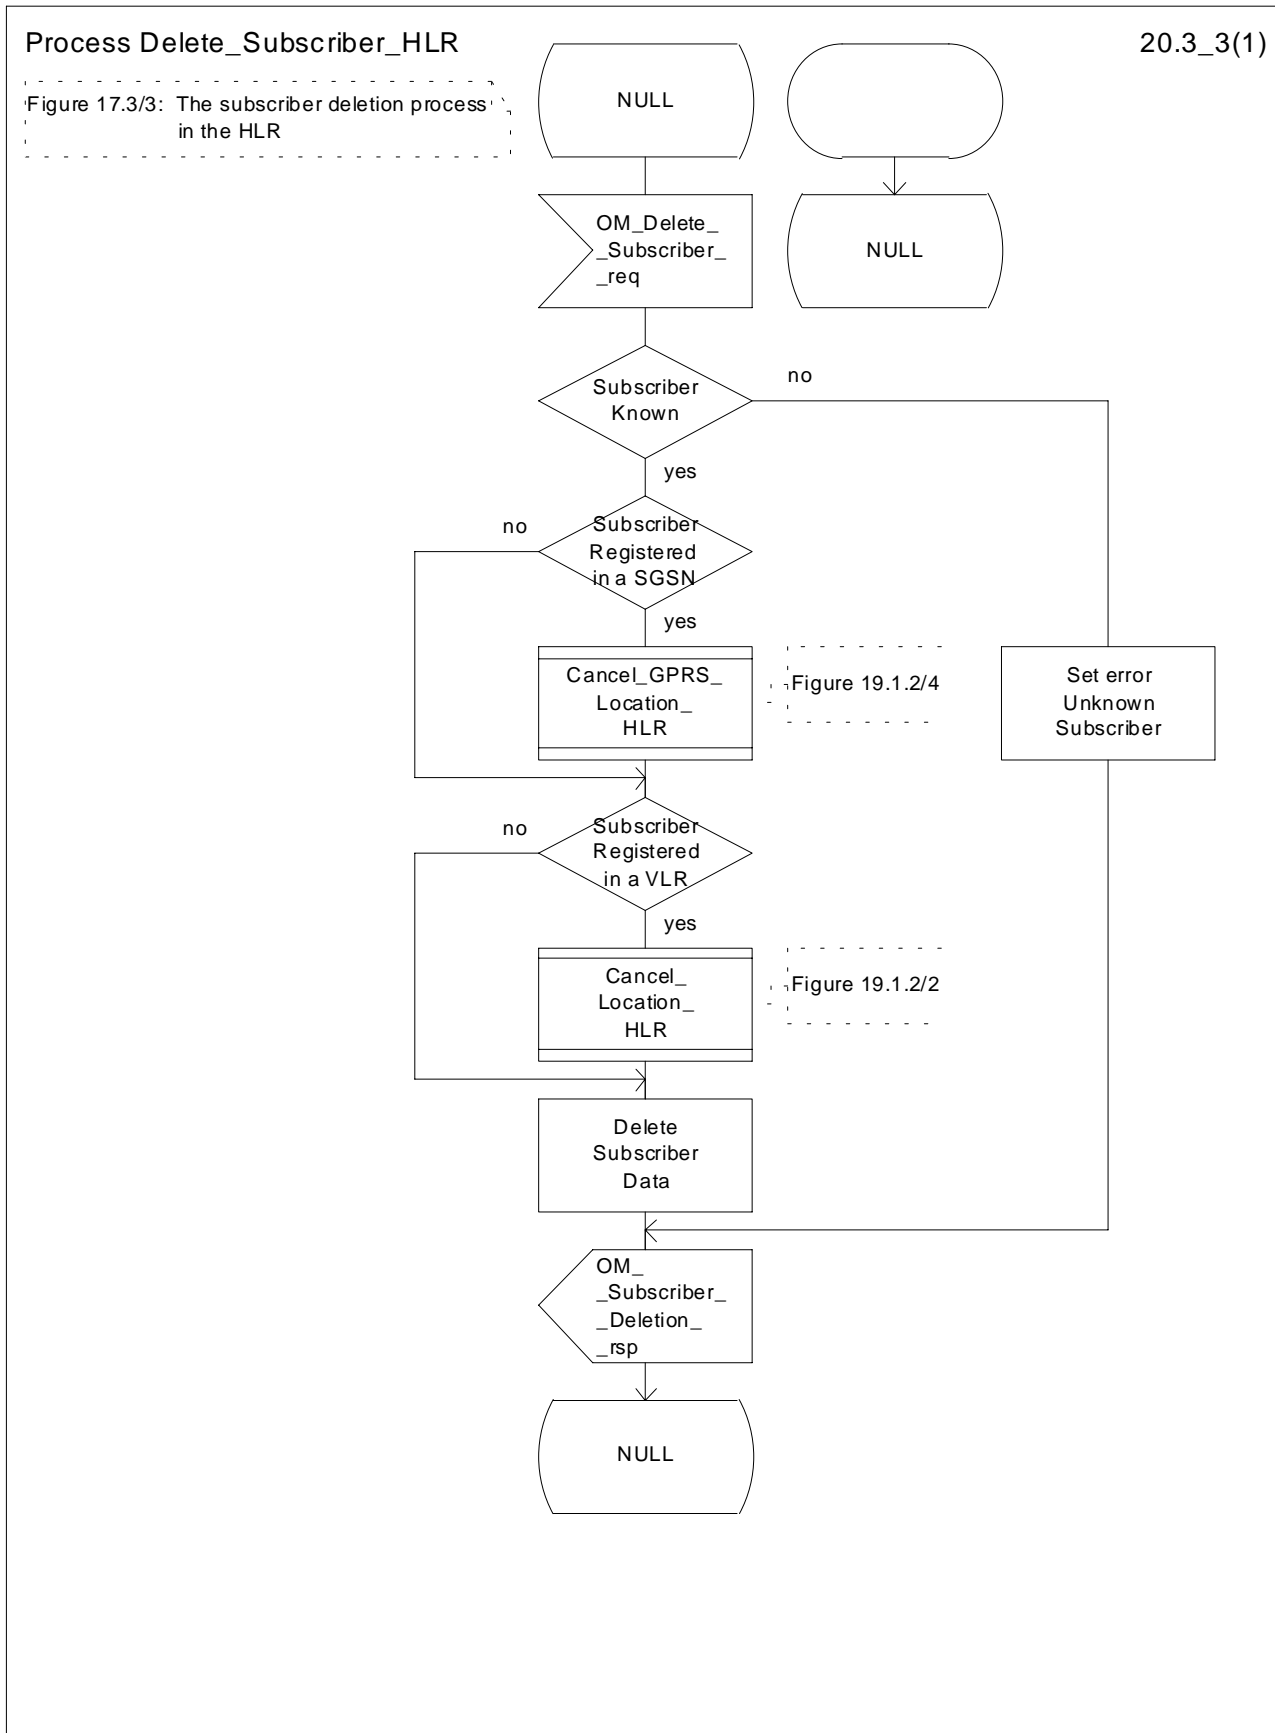 Process Delete_Subscriber_HLR
20.3_3(1)
Figure 17.3/3: The subscriber deletion process
in the HLR
NULL
OM_Delete_
_Subscriber_
_req
NULL
Subscriber
Known
no
yes
Subscriber
Registered
in a SGSN
no
yes
Cancel_GPRS_
Location_
HLR
Figure 19.1.2/4
Set error
Unknown
Subscriber
Subscriber
Registered
in a VLR
no
yes
Cancel_
Location_
HLR
Figure 19.1.2/2
Delete
Subscriber
Data
OM_
_Subscriber_
_Deletion_
_rsp
NULL